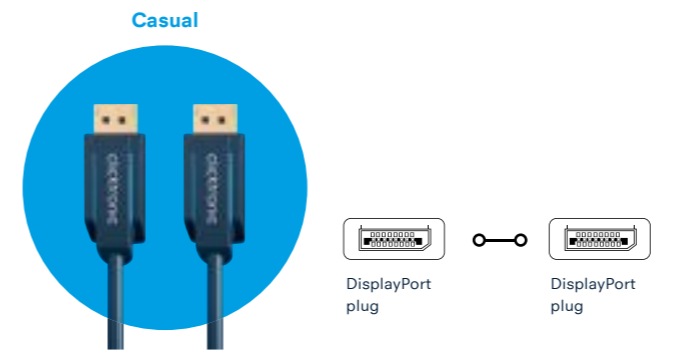 Casual
clicktronic
clicktronic
DisplayPort
plug
DisplayPort
plug